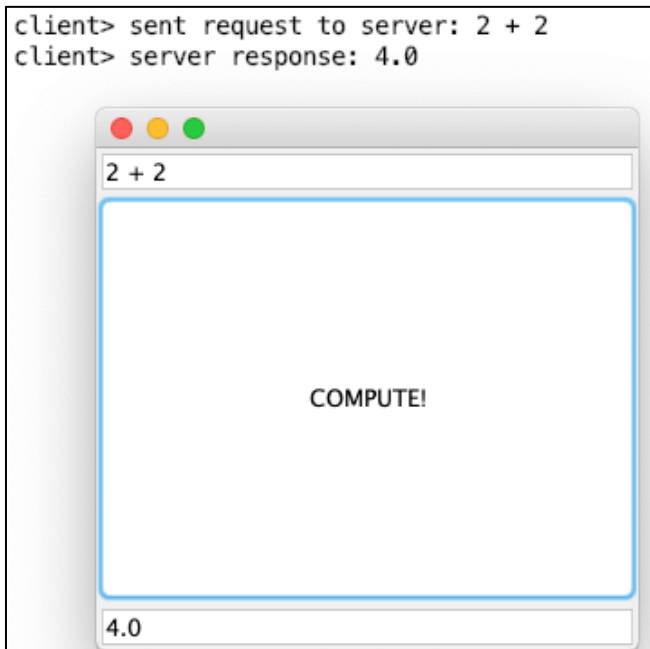 client> sent request to server: 2 + 2
client> server response: 4.0
2 + 2
COMPUTE!
4.0